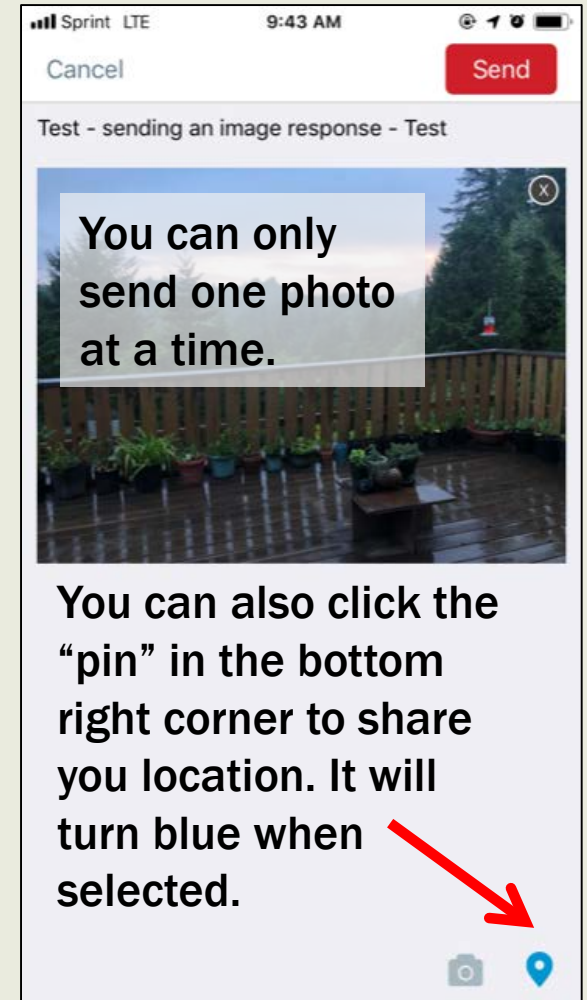 Sprint LTE 9:43 AM
Cancel Send
Test - sending an image response - Test
X
You can only
send one photo
at a time.
You can also click the
“pin” in the bottom
right corner to share
you location. It will
turn blue when
selected.